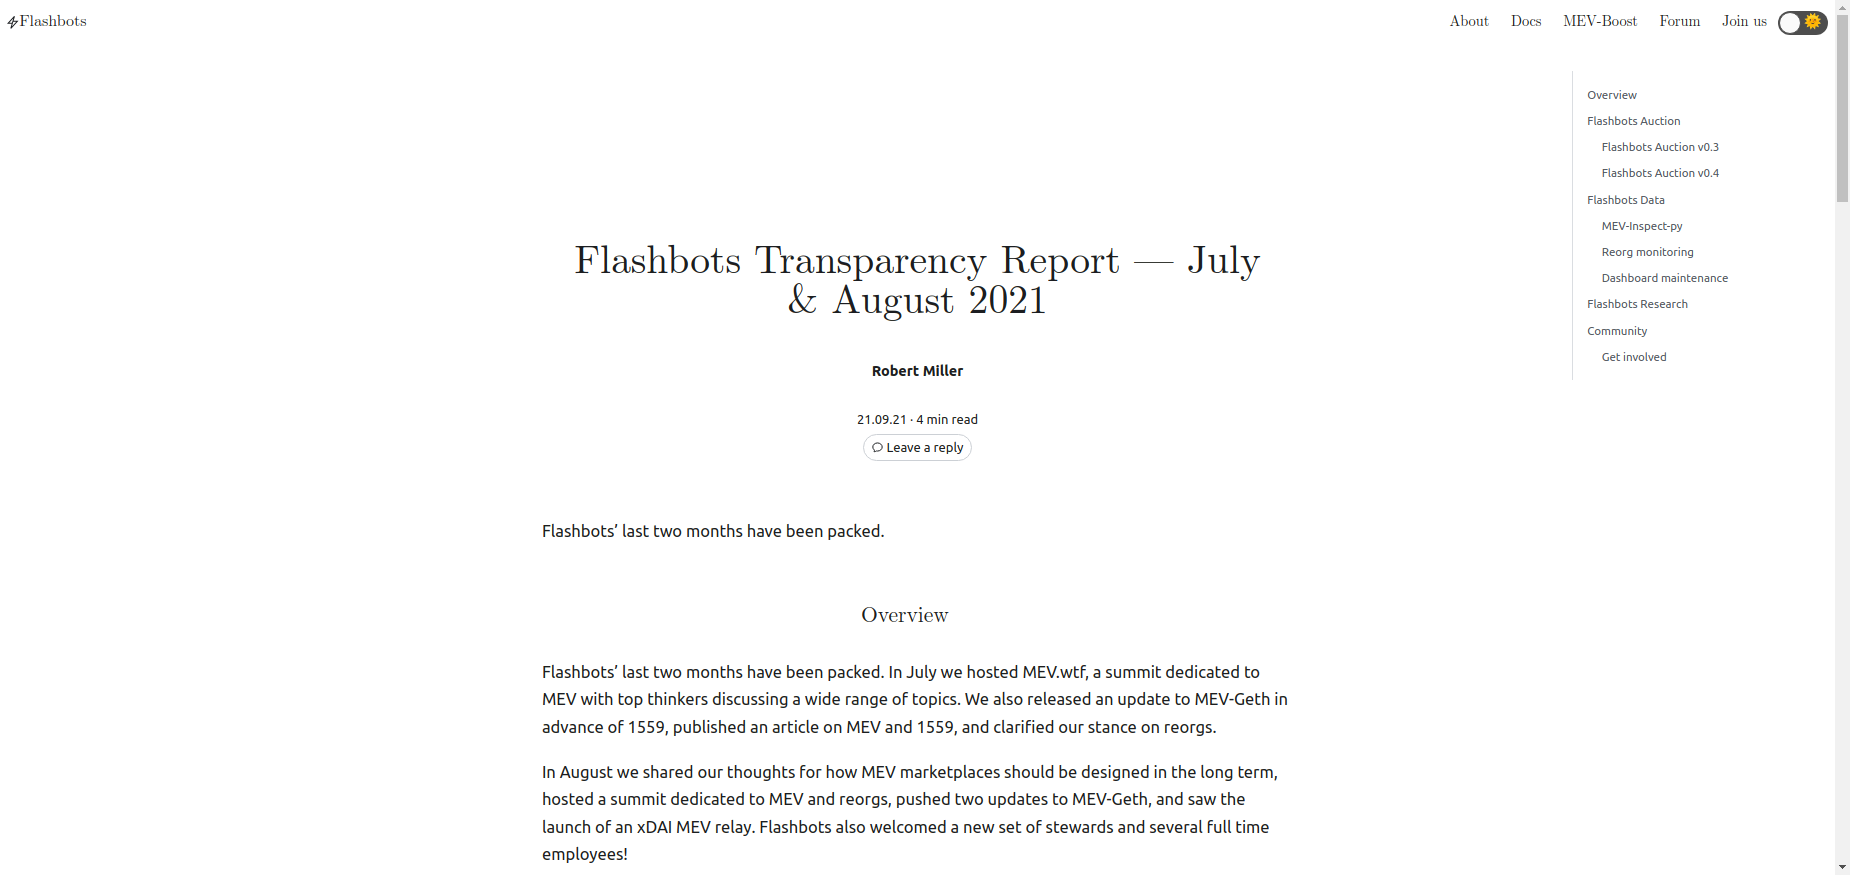 Flashbots
About Docs MEV-Boost Forum Join us
Overview
Flashbots Auction
Flashbots Auction v0.3
Flashbots Auction v0.4
Flashbots Data
MEV-Inspect-py
Reorg monitoring
Dashboard maintenance
Flashbots Research
Community
Get involved
Flashbots Transparency Report — July
& August 2021
Robert Miller
21.09.21 · 4 min read
Leave a reply
Flashbots’ last two months have been packed.
Overview
Flashbots’ last two months have been packed. In July we hosted MEV.wtf, a summit dedicated to
MEV with top thinkers discussing a wide range of topics. We also released an update to MEV-Geth in
advance of 1559, published an article on MEV and 1559, and clarified our stance on reorgs.
In August we shared our thoughts for how MEV marketplaces should be designed in the long term,
hosted a summit dedicated to MEV and reorgs, pushed two updates to MEV-Geth, and saw the
launch of an xDAI MEV relay. Flashbots also welcomed a new set of stewards and several full time
employees!